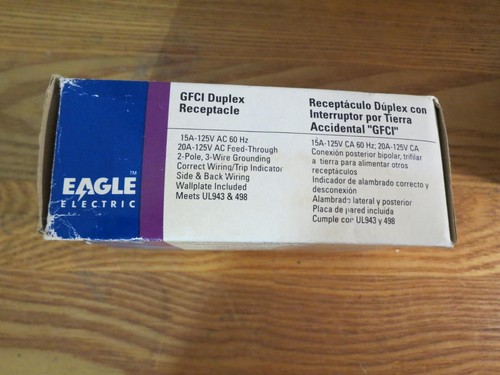 EAGLE™
ELECTRIC
GFCI Duplex
Receptacle
15A-125V AC 60 Hz
20A-125V AC Feed-Through
2-Pole, 3-Wire Grounding
Correct Wiring/Trip Indicator
Side & Back Wiring
Wallplate Included
Meets UL943 & 498
Receptáculo Dúplex con
Interruptor por Tierra
Accidental "GFCI"
15A-125V CA 60 Hz; 20A-125V CA
Conexión posterior bipolar, trifilar
a tierra para alimentar otros
receptáculos
Indicador de alambrado correcto y
desconexión
Alambrado lateral y posterior
Placa de pared incluida
Cumple con UL943 y 498